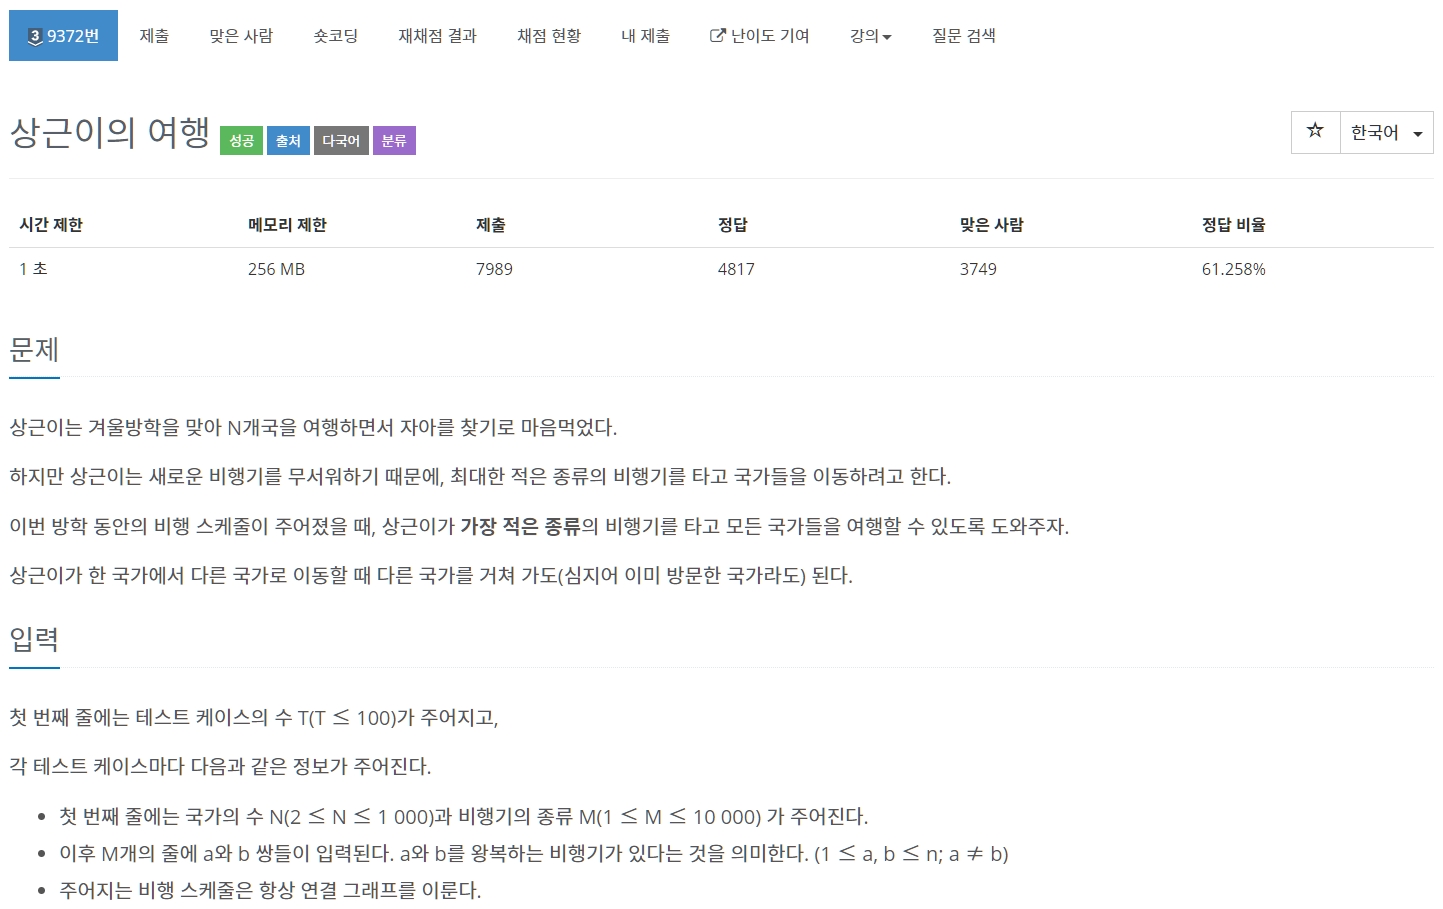 3 9372번 제출 맞은 사람 숏코딩 재채점 결과 채점 현황 내 제출 난이도 기여 강의 질문 검색
상근이의 여행 성공 출처 다국어 분류 한국어
시간 제한 메모리 제한 제출 정답 맞은 사람 정답 비율
1 초 256 MB 7989 4817 3749 61.258%
문제
상근이는 겨울방학을 맞아 N개국을 여행하면서 자아를 찾기로 마음먹었다.
하지만 상근이는 새로운 비행기를 무서워하기 때문에, 최대한 적은 종류의 비행기를 타고 국가들을 이동하려고 한다.
이번 방학 동안의 비행 스케줄이 주어졌을 때, 상근이가 가장 적은 종류의 비행기를 타고 모든 국가들을 여행할 수 있도록 도와주자.
상근이가 한 국가에서 다른 국가로 이동할 때 다른 국가를 거쳐 가도(심지어 이미 방문한 국가라도) 된다.
입력
첫 번째 줄에는 테스트 케이스의 수 T(T ≤ 100)가 주어지고,
각 테스트 케이스마다 다음과 같은 정보가 주어진다.
• 첫 번째 줄에는 국가의 수 N(2 ≤ N ≤ 1 000)과 비행기의 종류 M(1 ≤ M ≤ 10 000) 가 주어진다.
• 이후 M개의 줄에 a와 b 쌍들이 입력된다. a와 b를 왕복하는 비행기가 있다는 것을 의미한다. (1 ≤ a, b ≤ n; a ≠ b)
• 주어지는 비행 스케줄은 항상 연결 그래프를 이룬다.